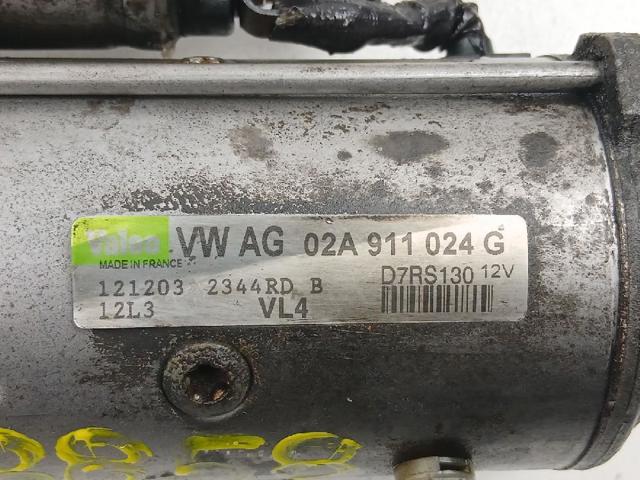 Valeo VW AG 02A 911 024 G
MADE IN FRANCE
D7RS130 12V
121203 2344RD B
12L3 VL4